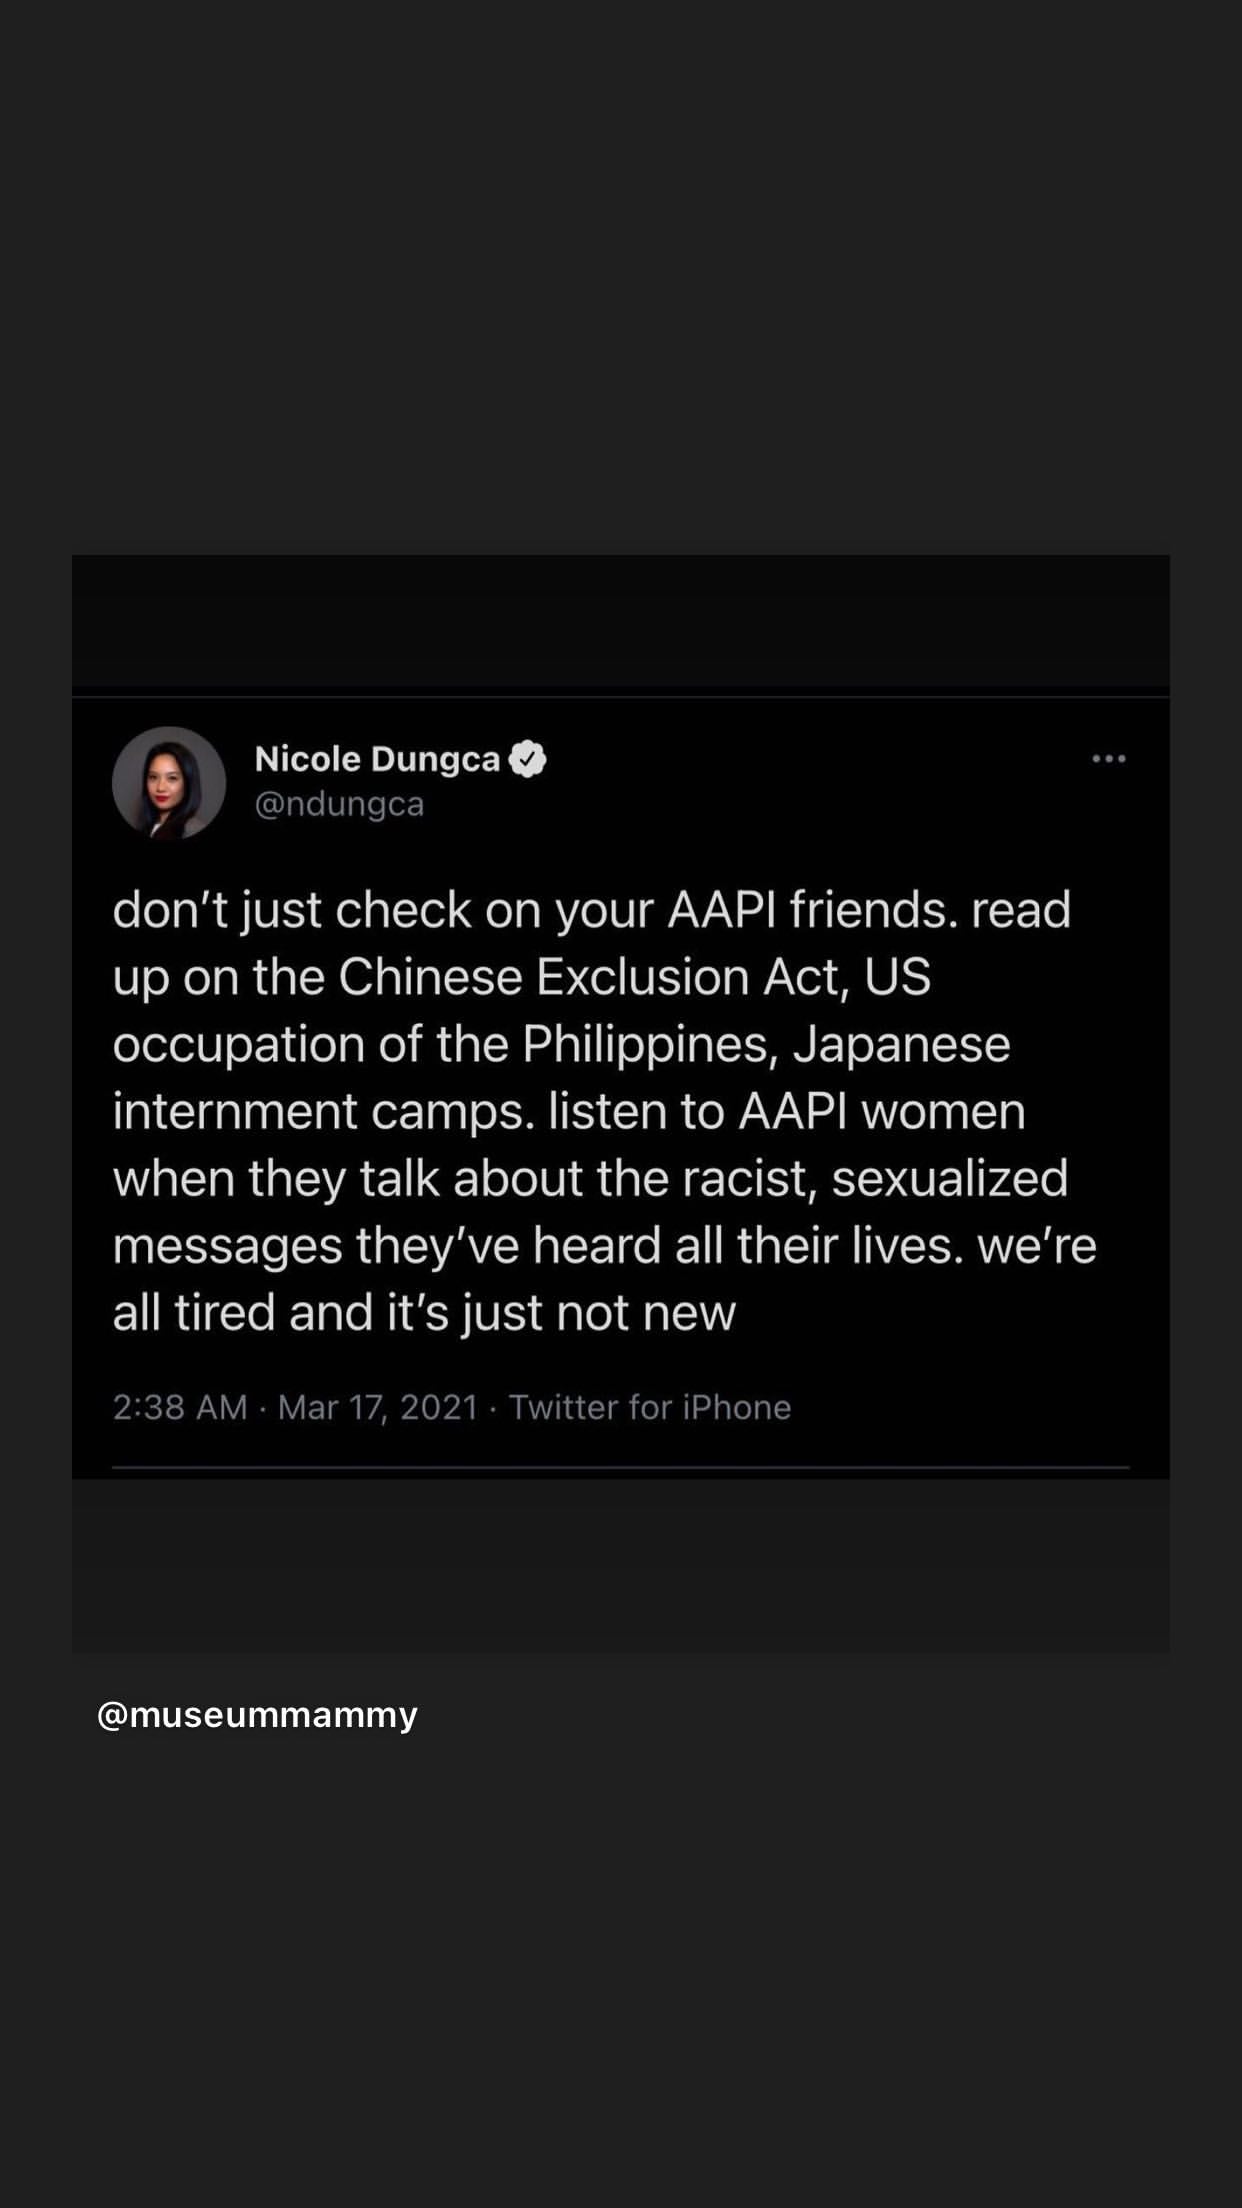 Nicole Dungca
@ndungca
don’t just check on your AAPI friends. read
up on the Chinese Exclusion Act, US
occupation of the Philippines, Japanese
internment camps. listen to AAPI women
when they talk about the racist, sexualized
messages they’ve heard all their lives. we’re
all tired and it’s just not new
2:38 AM · Mar 17, 2021 · Twitter for iPhone
@museummammy